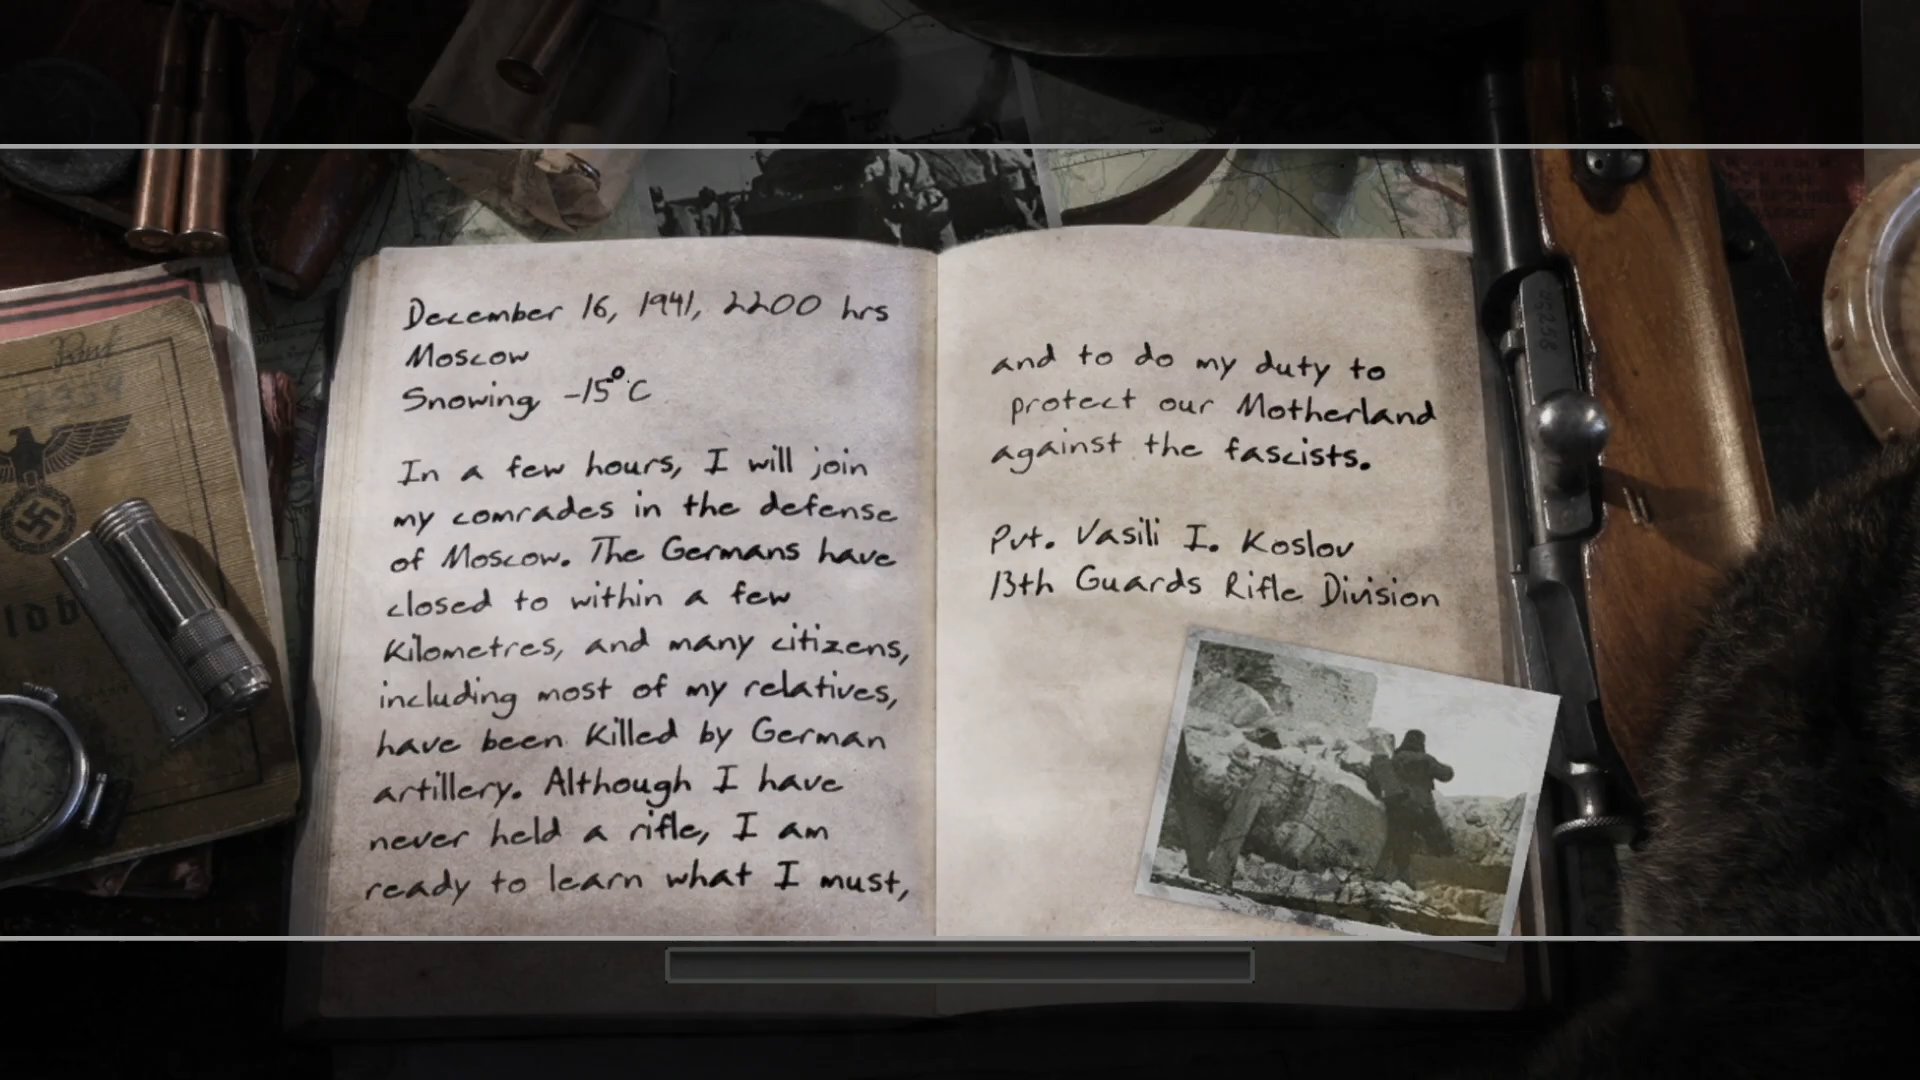 December 16, 1941, 2200 hrs
Moscow
Snowing, -15°C
In a few hours, I will join
my comrades in the defense
of Moscow. The Germans have
closed to within a few
Kilometres, and many citizens,
including most of my relatives,
have been Killed by German
artillery. Although I have
never held a rifle, I am
ready to learn what I must,
and to do my duty to
protect our Motherland
against the fascists.
Pvt. Vasili I. Koslov
13th Guards Rifle Division